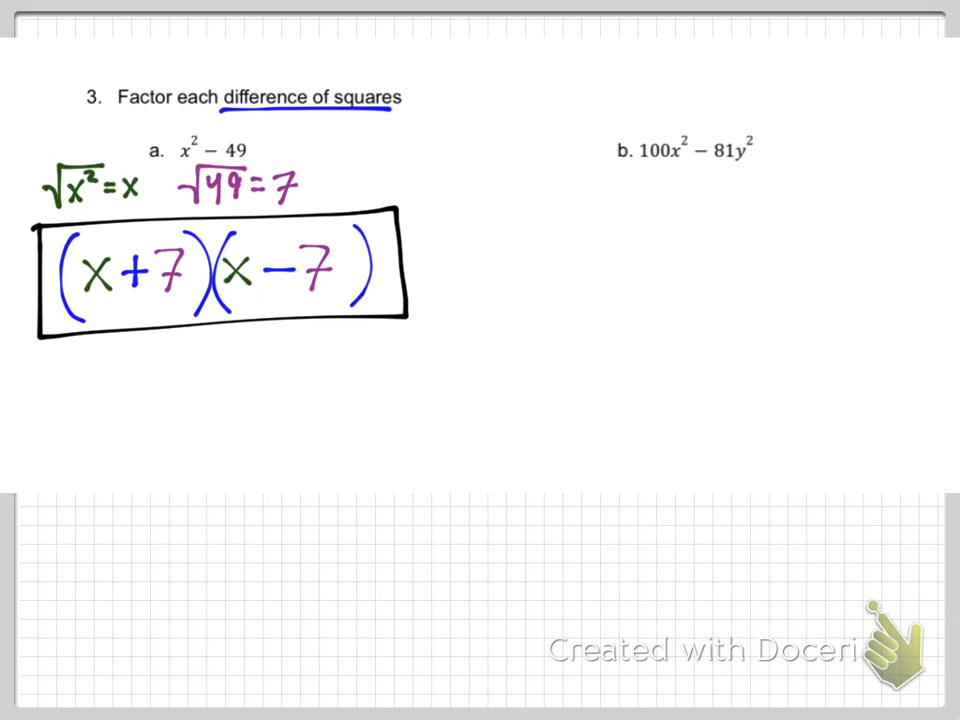 3. Factor each difference of squares
a. x² − 49
b. 100x² − 81y²
√x² = x √49 = 7
(x + 7)(x − 7)
Created with Doceri